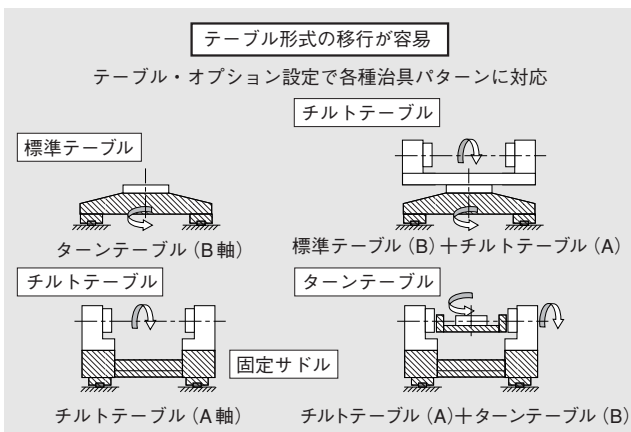 テーブル形式の移行が容易
テーブル・オプション設定で各種治具パターンに対応
標準テーブル
ターンテーブル（B軸）
チルトテーブル
標準テーブル（B）＋チルトテーブル（A）
チルトテーブル
チルトテーブル（A軸）
固定サドル
ターンテーブル
チルトテーブル（A）＋ターンテーブル（B）